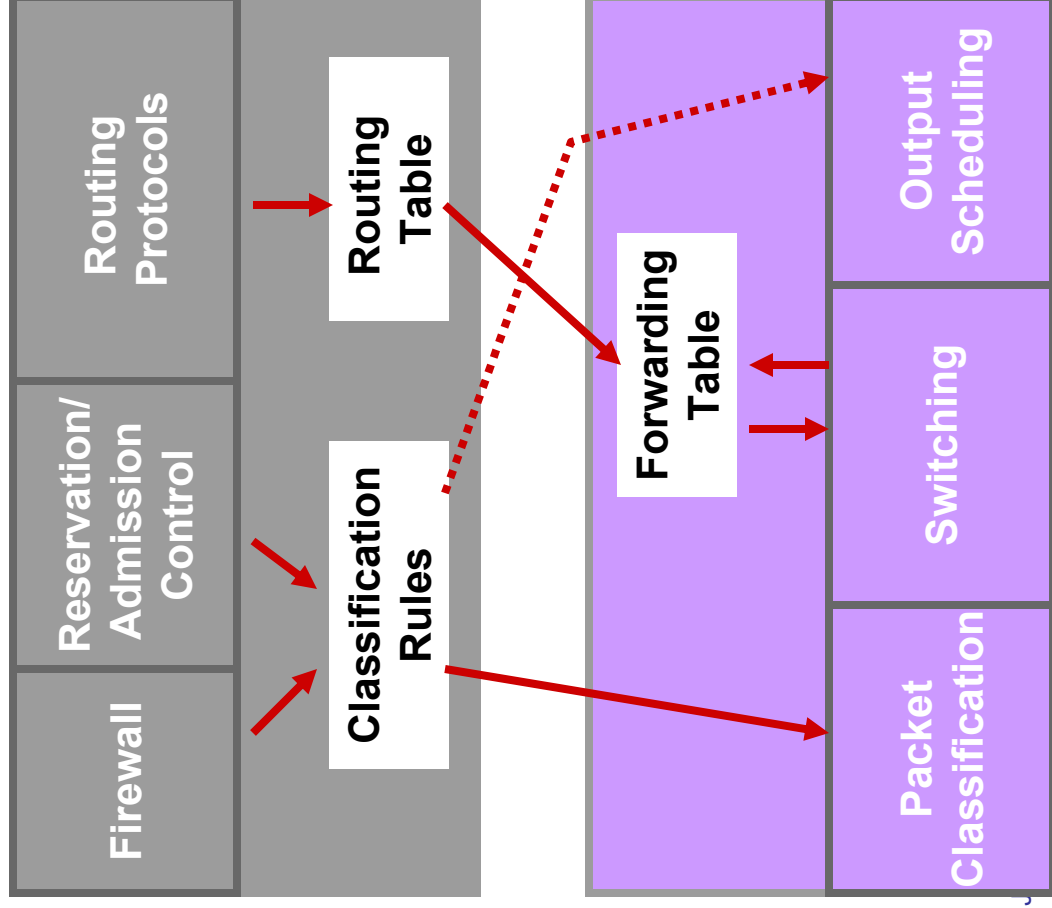 Firewall
Reservation/
Admission
Control
Routing
Protocols
Classification
Rules
Routing
Table
Forwarding
Table
Packet
Classification
Switching
Output
Scheduling